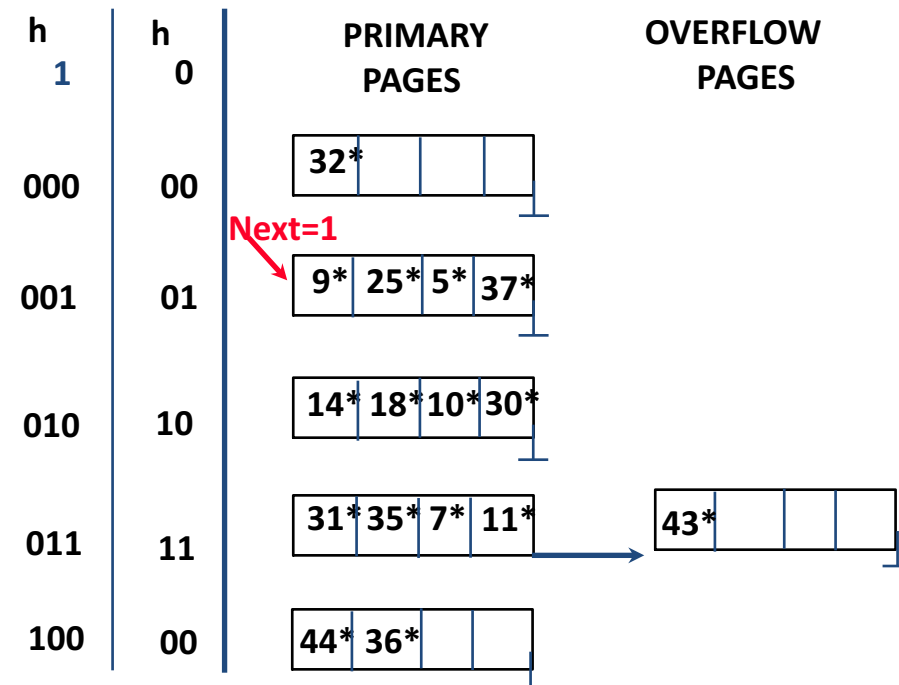 h h PRIMARY OVERFLOW
1 0 PAGES PAGES
32*
000 00
Next=1
9* 25* 5* 37*
001 01
14* 18* 10* 30*
010 10
31* 35* 7* 11* 43*
011 11
100 00 44* 36*